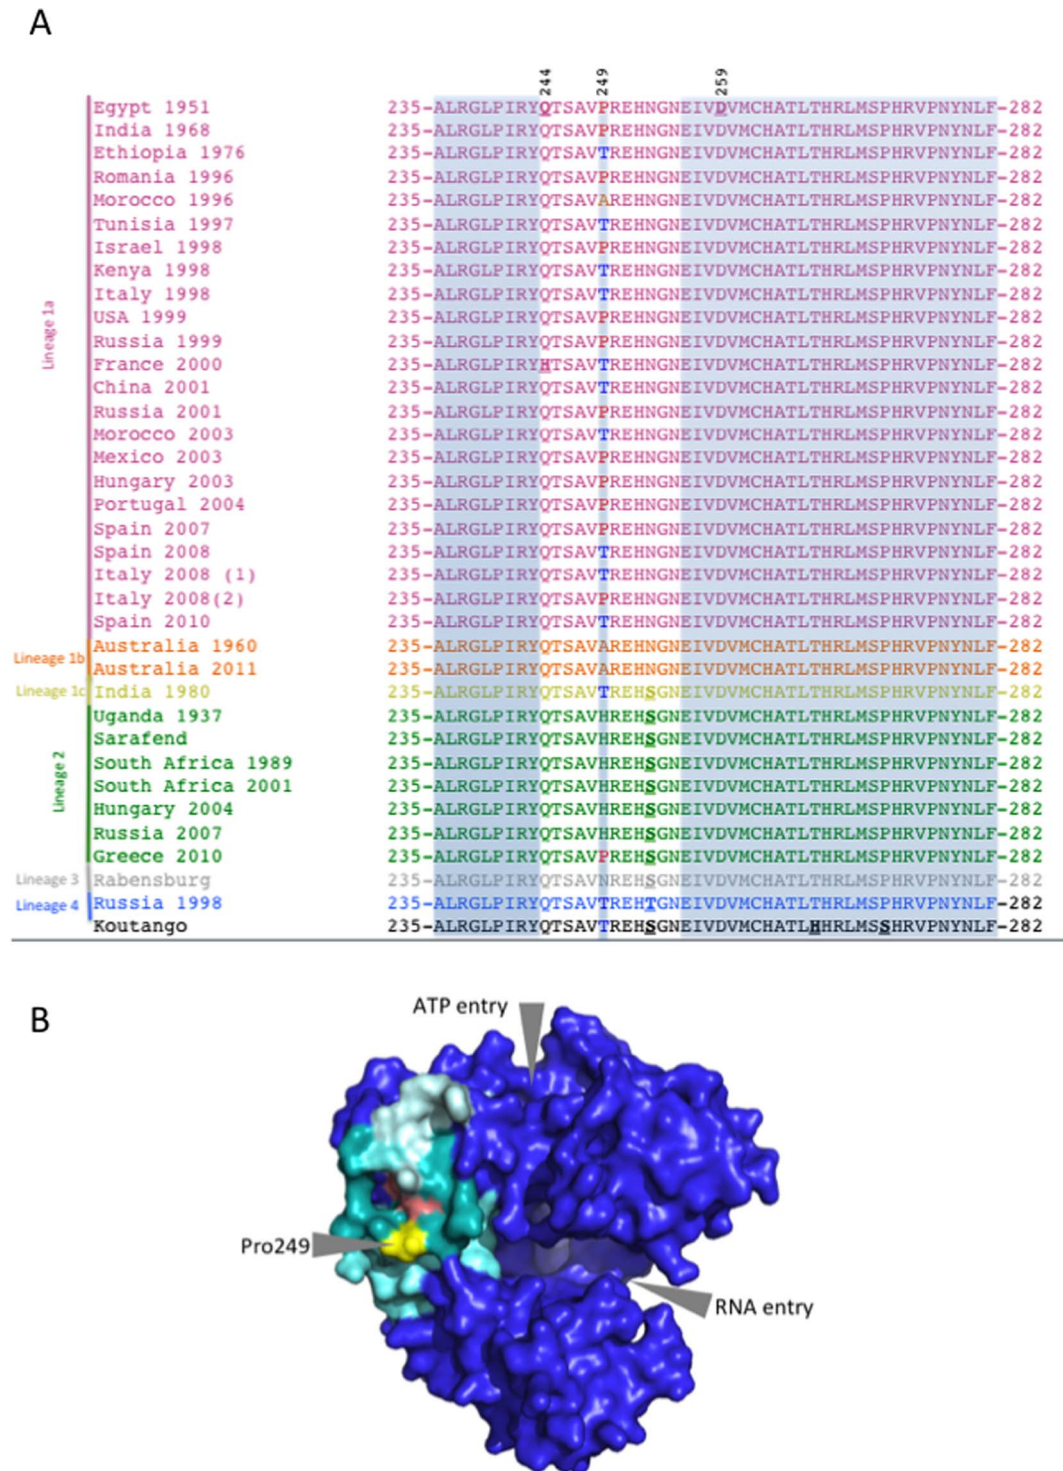 A
244 249 259
Lineage 1a
Egypt 1951 235-ALRGLPIRYQTSAVPREHNGNEIVDVMCHATLTHRLMSPHRVPNYNLF-282
India 1968 235-ALRGLPIRYQTSAVPREHNGNEIVDVMCHATLTHRLMSPHRVPNYNLF-282
Ethiopia 1976 235-ALRGLPIRYQTSAVTREHNGNEIVDVMCHATLTHRLMSPHRVPNYNLF-282
Romania 1996 235-ALRGLPIRYQTSAVPREHNGNEIVDVMCHATLTHRLMSPHRVPNYNLF-282
Morocco 1996 235-ALRGLPIRYQTSAVAREHNGNEIVDVMCHATLTHRLMSPHRVPNYNLF-282
Tunisia 1997 235-ALRGLPIRYQTSAVTREHNGNEIVDVMCHATLTHRLMSPHRVPNYNLF-282
Israel 1998 235-ALRGLPIRYQTSAVPREHNGNEIVDVMCHATLTHRLMSPHRVPNYNLF-282
Kenya 1998 235-ALRGLPIRYQTSAVTREHNGNEIVDVMCHATLTHRLMSPHRVPNYNLF-282
Italy 1998 235-ALRGLPIRYQTSAVTREHNGNEIVDVMCHATLTHRLMSPHRVPNYNLF-282
USA 1999 235-ALRGLPIRYQTSAVPREHNGNEIVDVMCHATLTHRLMSPHRVPNYNLF-282
Russia 1999 235-ALRGLPIRYQTSAVPREHNGNEIVDVMCHATLTHRLMSPHRVPNYNLF-282
France 2000 235-ALRGLPIRYHTSAVTREHNGNEIVDVMCHATLTHRLMSPHRVPNYNLF-282
China 2001 235-ALRGLPIRYQTSAVTREHNGNEIVDVMCHATLTHRLMSPHRVPNYNLF-282
Russia 2001 235-ALRGLPIRYQTSAVPREHNGNEIVDVMCHATLTHRLMSPHRVPNYNLF-282
Morocco 2003 235-ALRGLPIRYQTSAVTREHNGNEIVDVMCHATLTHRLMSPHRVPNYNLF-282
Mexico 2003 235-ALRGLPIRYQTSAVPREHNGNEIVDVMCHATLTHRLMSPHRVPNYNLF-282
Hungary 2003 235-ALRGLPIRYQTSAVPREHNGNEIVDVMCHATLTHRLMSPHRVPNYNLF-282
Portugal 2004 235-ALRGLPIRYQTSAVPREHNGNEIVDVMCHATLTHRLMSPHRVPNYNLF-282
Spain 2007 235-ALRGLPIRYQTSAVPREHNGNEIVDVMCHATLTHRLMSPHRVPNYNLF-282
Spain 2008 235-ALRGLPIRYQTSAVTREHNGNEIVDVMCHATLTHRLMSPHRVPNYNLF-282
Italy 2008 (1) 235-ALRGLPIRYQTSAVTREHNGNEIVDVMCHATLTHRLMSPHRVPNYNLF-282
Italy 2008(2) 235-ALRGLPIRYQTSAVPREHNGNEIVDVMCHATLTHRLMSPHRVPNYNLF-282
Spain 2010 235-ALRGLPIRYQTSAVTREHNGNEIVDVMCHATLTHRLMSPHRVPNYNLF-282
Lineage 1b
Australia 1960 235-ALRGLPIRYQTSAVAREHNGNEIVDVMCHATLTHRLMSPHRVPNYNLF-282
Australia 2011 235-ALRGLPIRYQTSAVAREHNGNEIVDVMCHATLTHRLMSPHRVPNYNLF-282
Lineage 1c
India 1980 235-ALRGLPIRYQTSAVTREHSGNEIVDVMCHATLTHRLMSPHRVPNYNLF-282
Lineage 2
Uganda 1937 235-ALRGLPIRYQTSAVHREHSGNEIVDVMCHATLTHRLMSPHRVPNYNLF-282
Sarafend 235-ALRGLPIRYQTSAVHREHSGNEIVDVMCHATLTHRLMSPHRVPNYNLF-282
South Africa 1989 235-ALRGLPIRYQTSAVHREHSGNEIVDVMCHATLTHRLMSPHRVPNYNLF-282
South Africa 2001 235-ALRGLPIRYQTSAVHREHSGNEIVDVMCHATLTHRLMSPHRVPNYNLF-282
Hungary 2004 235-ALRGLPIRYQTSAVHREHSGNEIVDVMCHATLTHRLMSPHRVPNYNLF-282
Russia 2007 235-ALRGLPIRYQTSAVHREHSGNEIVDVMCHATLTHRLMSPHRVPNYNLF-282
Greece 2010 235-ALRGLPIRYQTSAVPREHSGNEIVDVMCHATLTHRLMSPHRVPNYNLF-282
Lineage 3
Rabensburg 235-ALRGLPIRYQTSAVNREHSGNEIVDVMCHATLTHRLMSPHRVPNYNLF-282
Lineage 4
Russia 1998 235-ALRGLPIRYQTSAVTREHTGNEIVDVMCHATLTHRLMSPHRVPNYNLF-282
Koutango 235-ALRGLPIRYQTSAVTREHSGNEIVDVMCHATLHHRLMSSHRVPNYNLF-282
B
ATP entry
Pro249
RNA entry